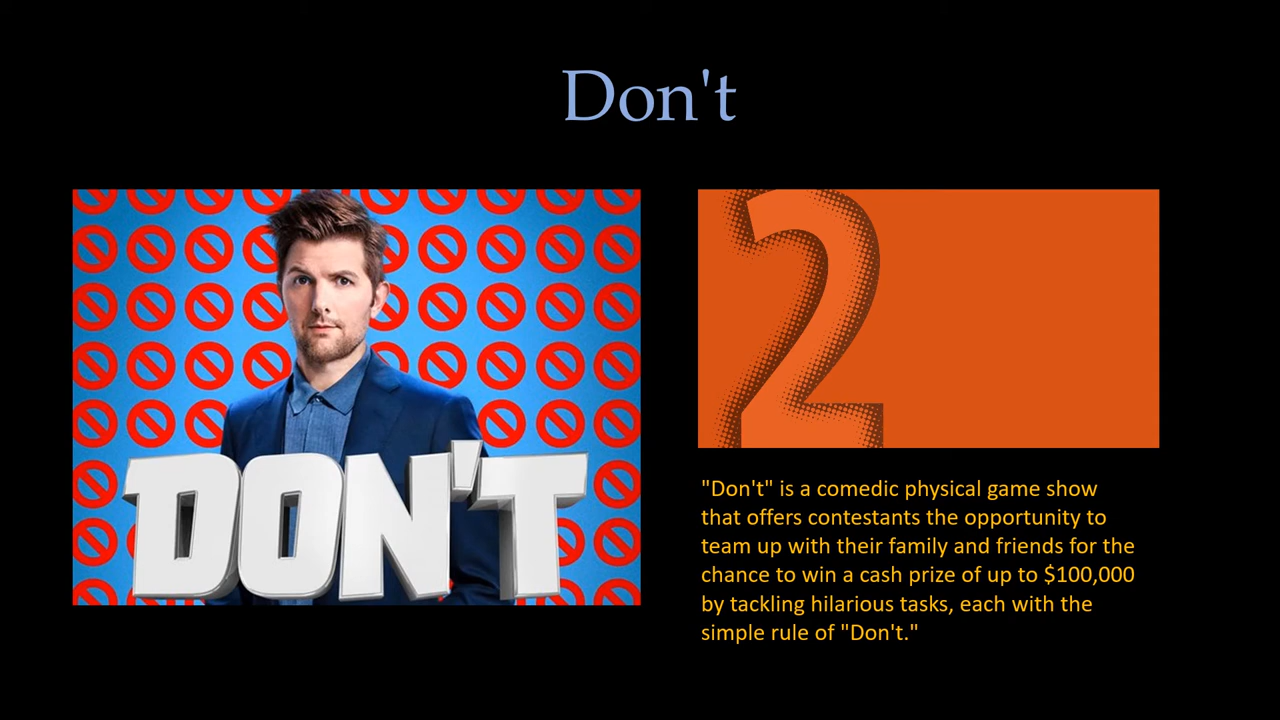 Don't
DON'T
2
"Don't" is a comedic physical game show
that offers contestants the opportunity to
team up with their family and friends for the
chance to win a cash prize of up to $100,000
by tackling hilarious tasks, each with the
simple rule of "Don't."